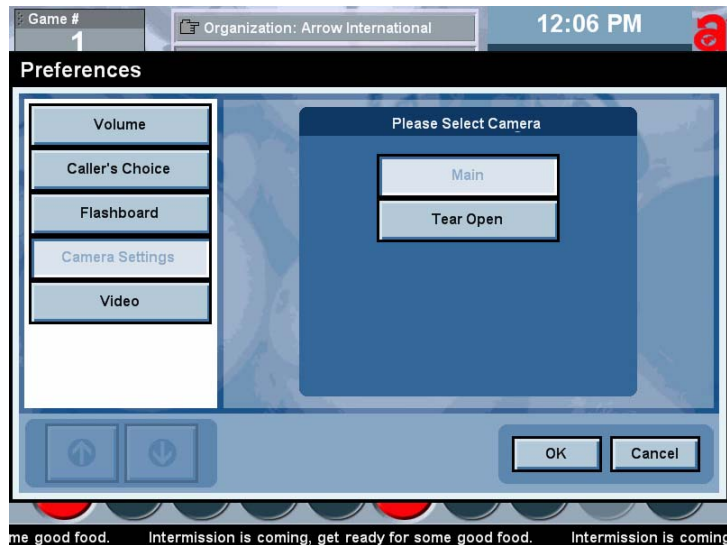 Game #
1
Organization: Arrow International
12:06 PM
a
Preferences
Volume
Caller's Choice
Flashboard
Camera Settings
Video
Please Select Camera
Main
Tear Open
OK
Cancel
me good food. Intermission is coming, get ready for some good food. Intermission is coming